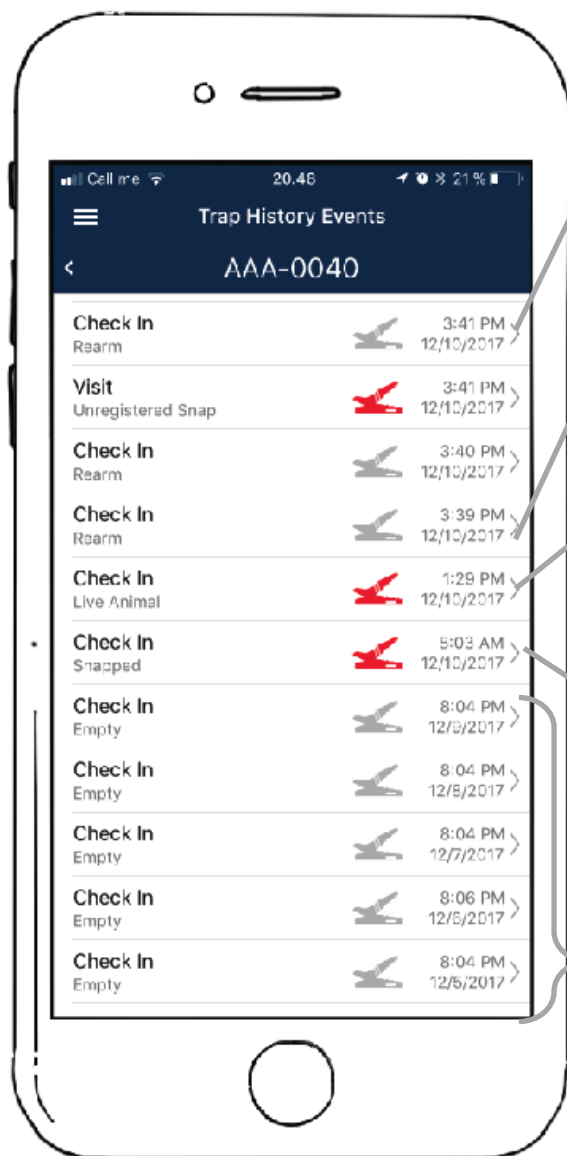 Call me 20.46 21%
Trap History Events
AAA-0040
Check In 3:41 PM
Rearm 12/10/2017
Visit 3:41 PM
Unregistered Snap 12/10/2017
Check In 3:40 PM
Rearm 12/10/2017
Check In 3:39 PM
Rearm 12/10/2017
Check In 1:29 PM
Live Animal 12/10/2017
Check In 8:03 AM
Snapped 12/10/2017
Check In 8:04 PM
Empty 12/9/2017
Check In 8:04 PM
Empty 12/8/2017
Check In 8:04 PM
Empty 12/7/2017
Check In 8:06 PM
Empty 12/6/2017
Check In 8:04 PM
Empty 12/5/2017